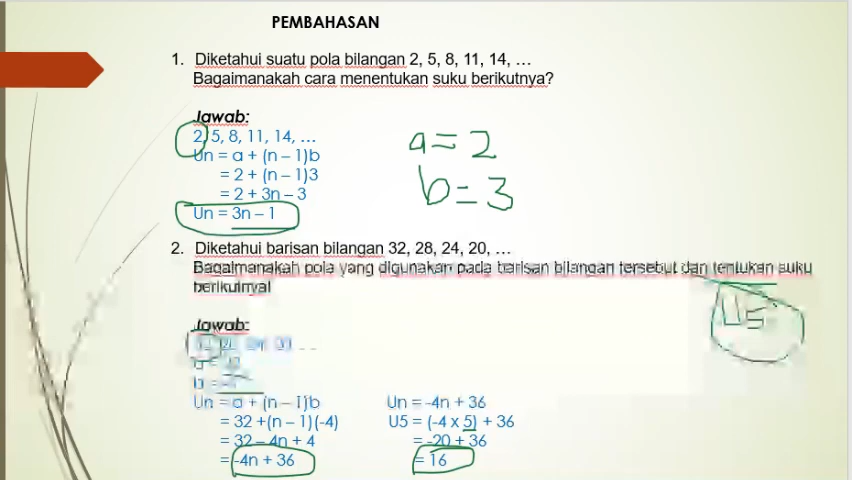 PEMBAHASAN
1. Diketahui suatu pola bilangan 2, 5, 8, 11, 14, …
Bagaimanakah cara menentukan suku berikutnya?
Jawab:
2, 5, 8, 11, 14, …
Un = a + (n – 1)b
= 2 + (n – 1)3
= 2 + 3n – 3
Un = 3n – 1
a = 2
b = 3
2. Diketahui barisan bilangan 32, 28, 24, 20, …
Bagaimanakah pola yang digunakan pada barisan bilangan tersebut dan tentukan suku
berikutnya!
U5
Jawab:
Un = a + (n – 1)b
= 32 +(n – 1)(-4)
= 32 – 4n + 4
= -4n + 36
Un = -4n + 36
U5 = (-4 x 5) + 36
= -20 + 36
= 16